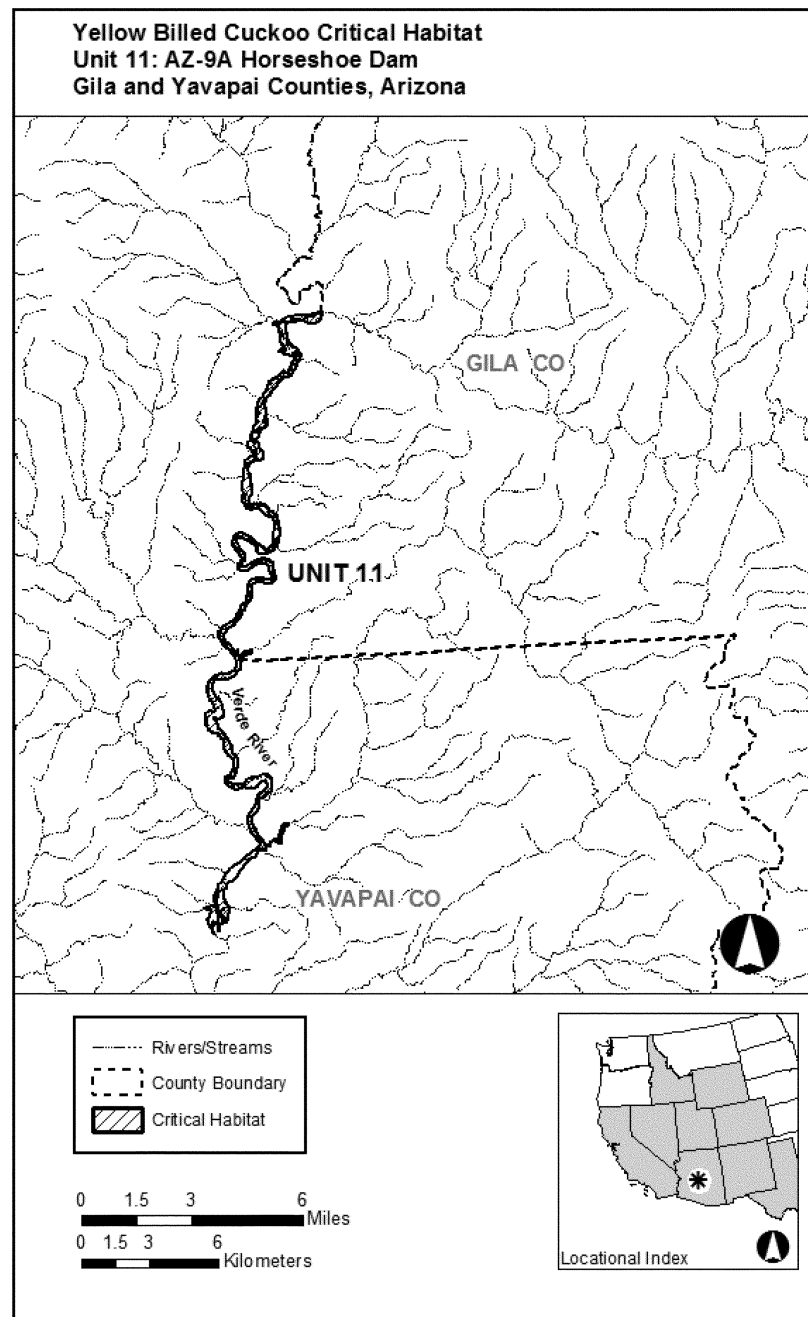 Yellow Billed Cuckoo Critical Habitat
Unit 11: AZ-9A Horseshoe Dam
Gila and Yavapai Counties, Arizona
GILA CO
UNIT 11
Verde River
YAVAPAI CO
Rivers/Streams
County Boundary
Critical Habitat
0 1.5 3 6
Miles
0 1.5 3 6
Kilometers
Locational Index